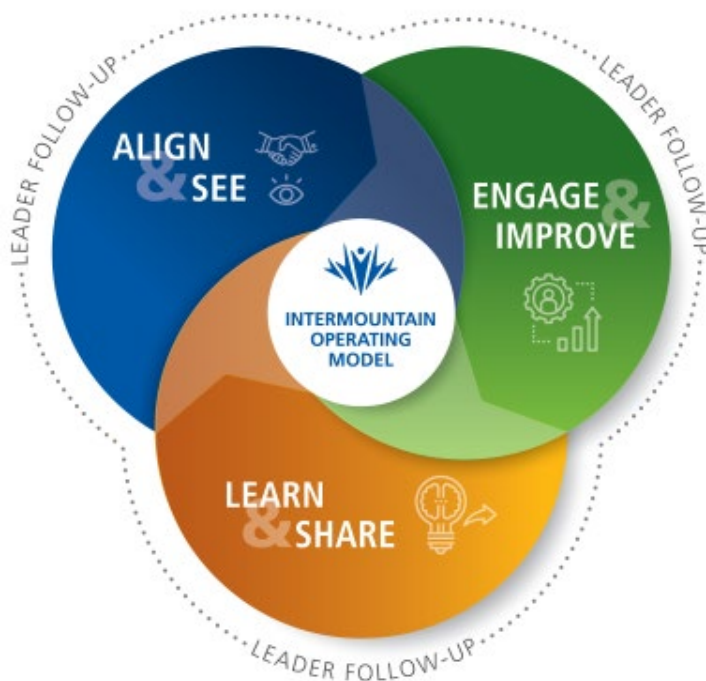 LEADER FOLLOW-UP
LEADER FOLLOW-UP
ALIGN
& SEE
ENGAGE &
IMPROVE
INTERMOUNTAIN
OPERATING
MODEL
LEARN
& SHARE
LEADER FOLLOW-UP